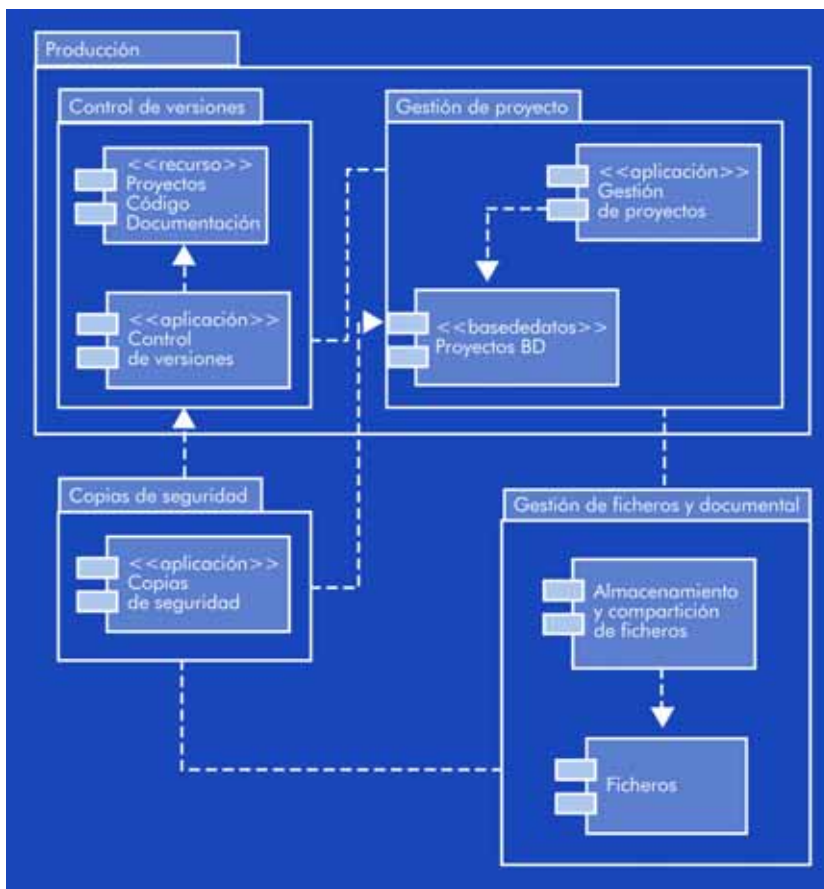 Producción
Control de versiones
<<recurso>>
Proyectos
Código
Documentación
<<aplicación>>
Control
de versiones
Gestión de proyecto
<<aplicación>>
Gestión
de proyectos
<<basededatos>>
Proyectos BD
Copias de seguridad
<<aplicación>>
Copias
de seguridad
Gestión de ficheros y documental
Almacenamiento
y compartición
de ficheros
Ficheros